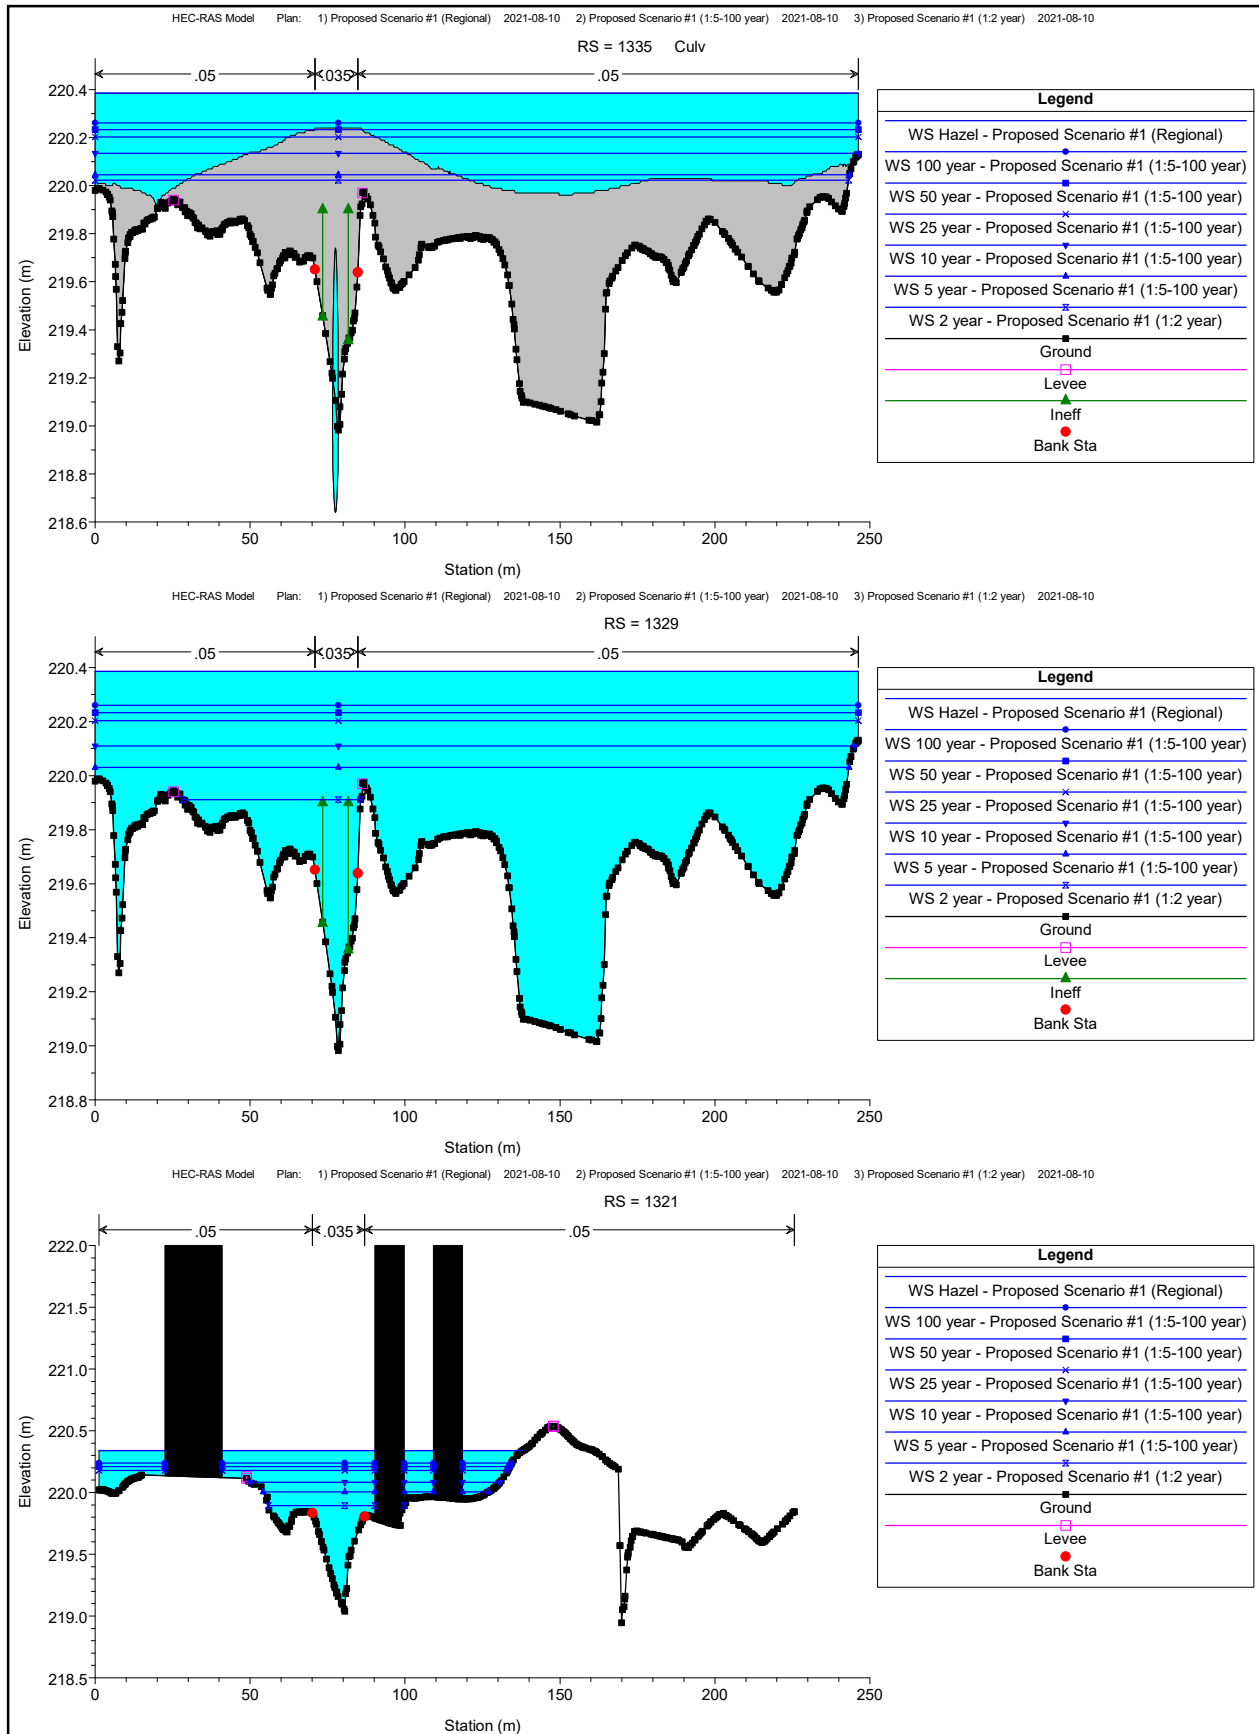 HEC-RAS Model Plan: 1) Proposed Scenario #1 (Regional) 2021-08-10 2) Proposed Scenario #1 (1:5-100 year) 2021-08-10 3) Proposed Scenario #1 (1:2 year) 2021-08-10
RS = 1335 Culv
.05 .035 .05
220.4
220.2
220.0
219.8
219.6
219.4
219.2
219.0
218.8
218.6
Elevation (m)
0 50 100 150 200 250
Station (m)
Legend
WS Hazel - Proposed Scenario #1 (Regional)
WS 100 year - Proposed Scenario #1 (1:5-100 year)
WS 50 year - Proposed Scenario #1 (1:5-100 year)
WS 25 year - Proposed Scenario #1 (1:5-100 year)
WS 10 year - Proposed Scenario #1 (1:5-100 year)
WS 5 year - Proposed Scenario #1 (1:5-100 year)
WS 2 year - Proposed Scenario #1 (1:2 year)
Ground
Levee
Ineff
Bank Sta
HEC-RAS Model Plan: 1) Proposed Scenario #1 (Regional) 2021-08-10 2) Proposed Scenario #1 (1:5-100 year) 2021-08-10 3) Proposed Scenario #1 (1:2 year) 2021-08-10
RS = 1329
.05 .035 .05
220.4
220.2
220.0
219.8
219.6
219.4
219.2
219.0
218.8
Elevation (m)
0 50 100 150 200 250
Station (m)
Legend
WS Hazel - Proposed Scenario #1 (Regional)
WS 100 year - Proposed Scenario #1 (1:5-100 year)
WS 50 year - Proposed Scenario #1 (1:5-100 year)
WS 25 year - Proposed Scenario #1 (1:5-100 year)
WS 10 year - Proposed Scenario #1 (1:5-100 year)
WS 5 year - Proposed Scenario #1 (1:5-100 year)
WS 2 year - Proposed Scenario #1 (1:2 year)
Ground
Levee
Ineff
Bank Sta
HEC-RAS Model Plan: 1) Proposed Scenario #1 (Regional) 2021-08-10 2) Proposed Scenario #1 (1:5-100 year) 2021-08-10 3) Proposed Scenario #1 (1:2 year) 2021-08-10
RS = 1321
.05 .035 .05
222.0
221.5
221.0
220.5
220.0
219.5
219.0
218.5
Elevation (m)
0 50 100 150 200 250
Station (m)
Legend
WS Hazel - Proposed Scenario #1 (Regional)
WS 100 year - Proposed Scenario #1 (1:5-100 year)
WS 50 year - Proposed Scenario #1 (1:5-100 year)
WS 25 year - Proposed Scenario #1 (1:5-100 year)
WS 10 year - Proposed Scenario #1 (1:5-100 year)
WS 5 year - Proposed Scenario #1 (1:5-100 year)
WS 2 year - Proposed Scenario #1 (1:2 year)
Ground
Levee
Bank Sta